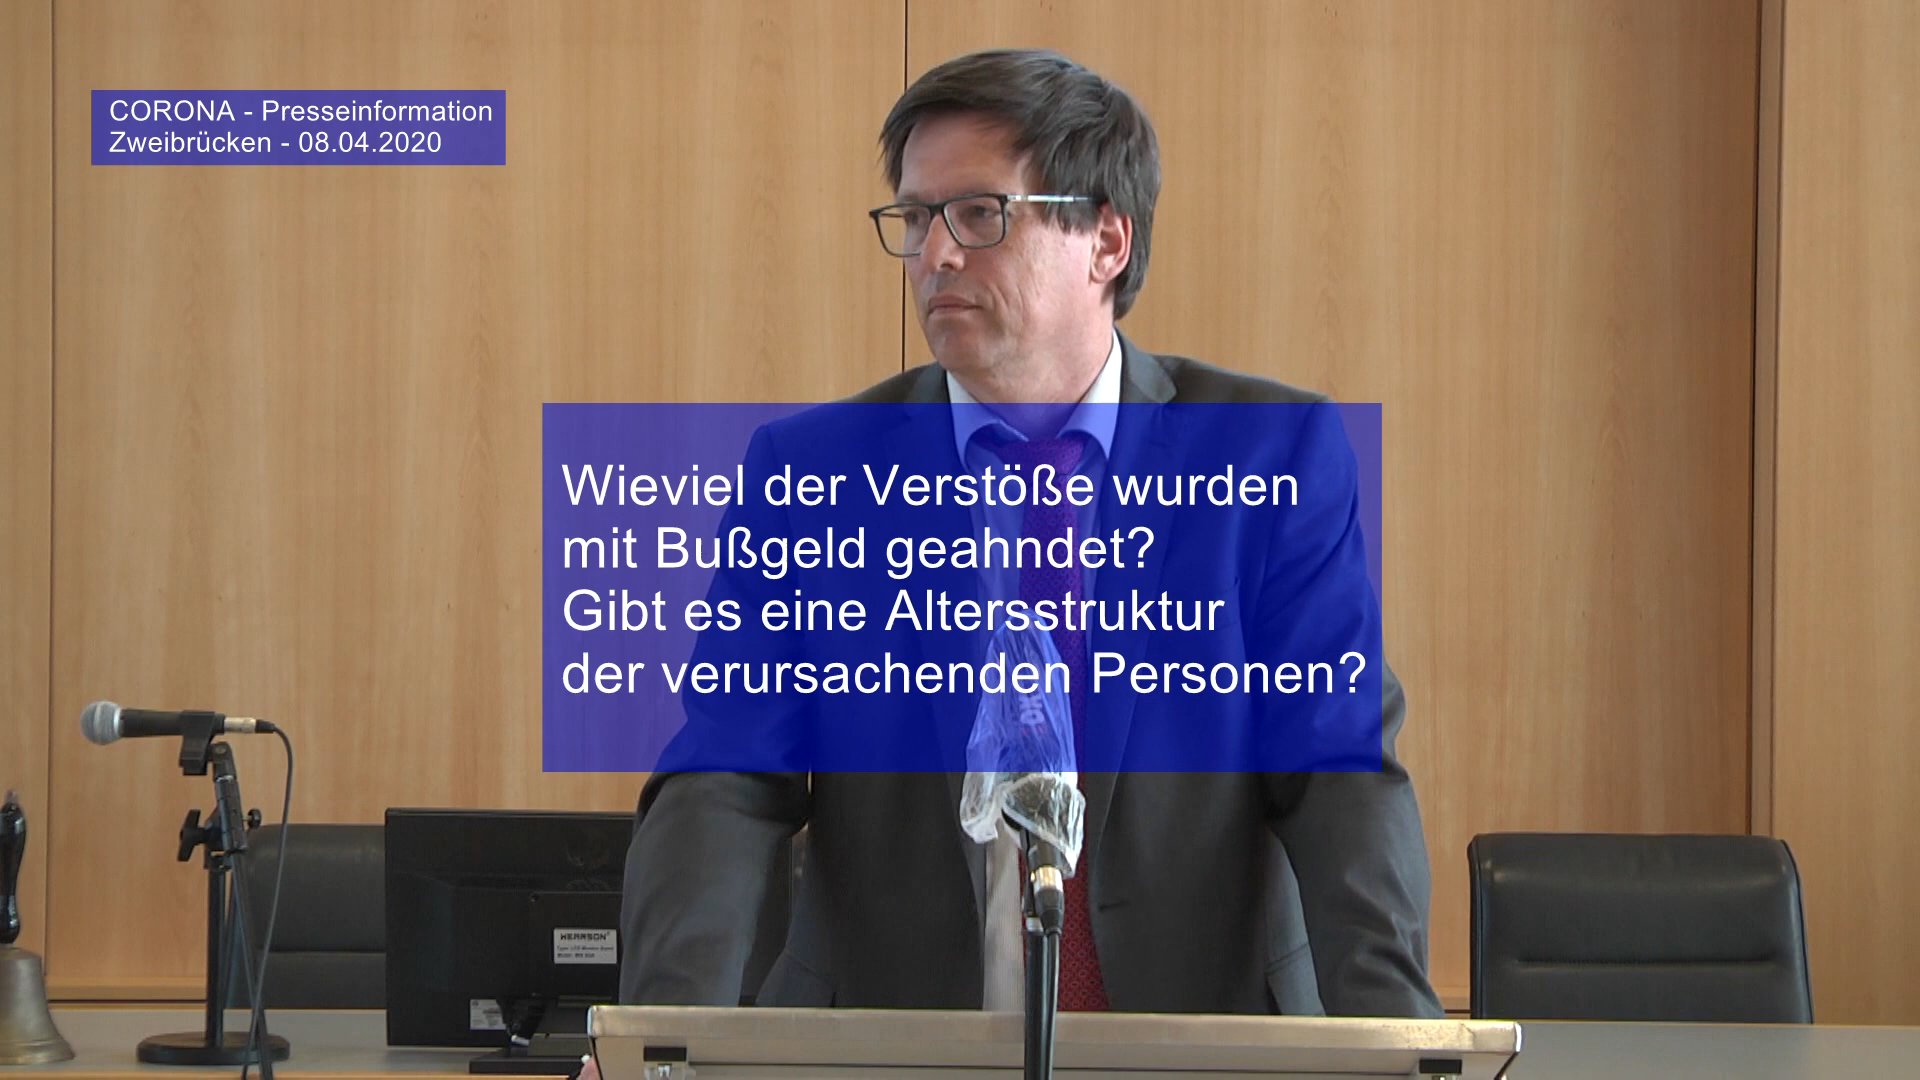 CORONA - Presseinformation
Zweibrücken - 08.04.2020
Wieviel der Verstöße wurden
mit Bußgeld geahndet?
Gibt es eine Altersstruktur
der verursachenden Personen?